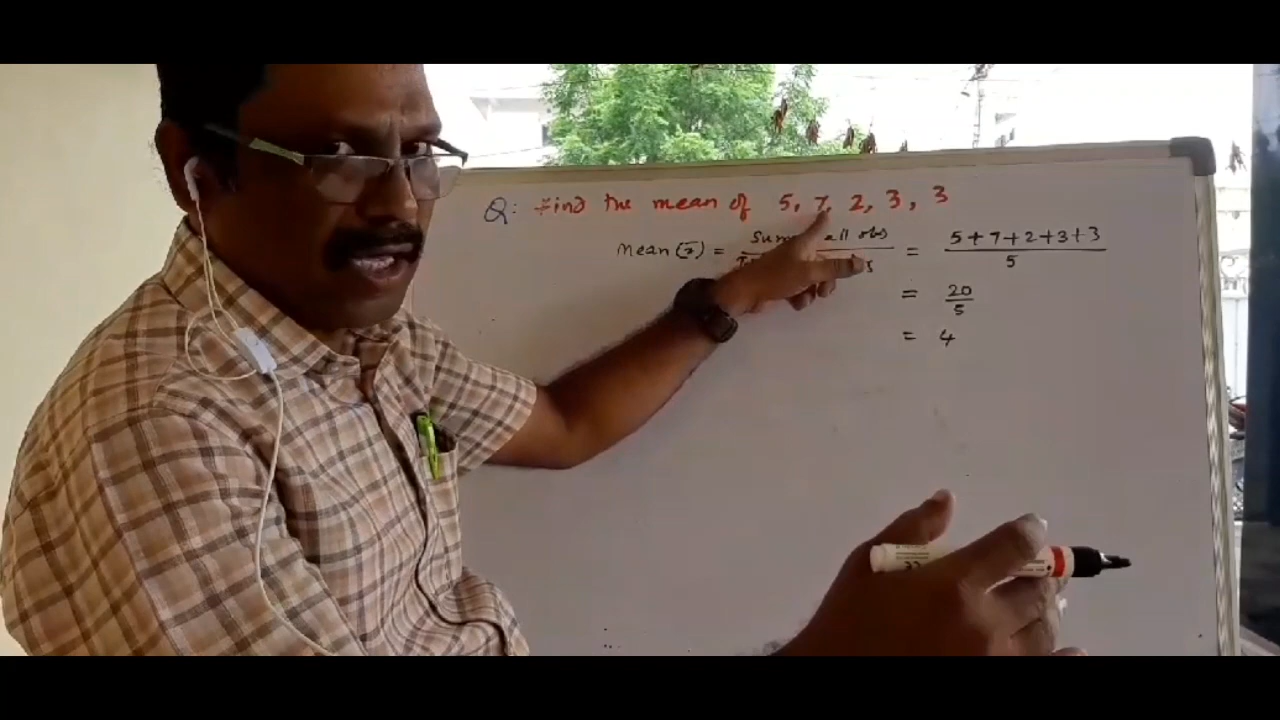 Q: Find the mean of 5, 7, 2, 3, 3
Mean (x̄) = Sum all obs = 5+7+2+3+3
5
= 20
5
= 4